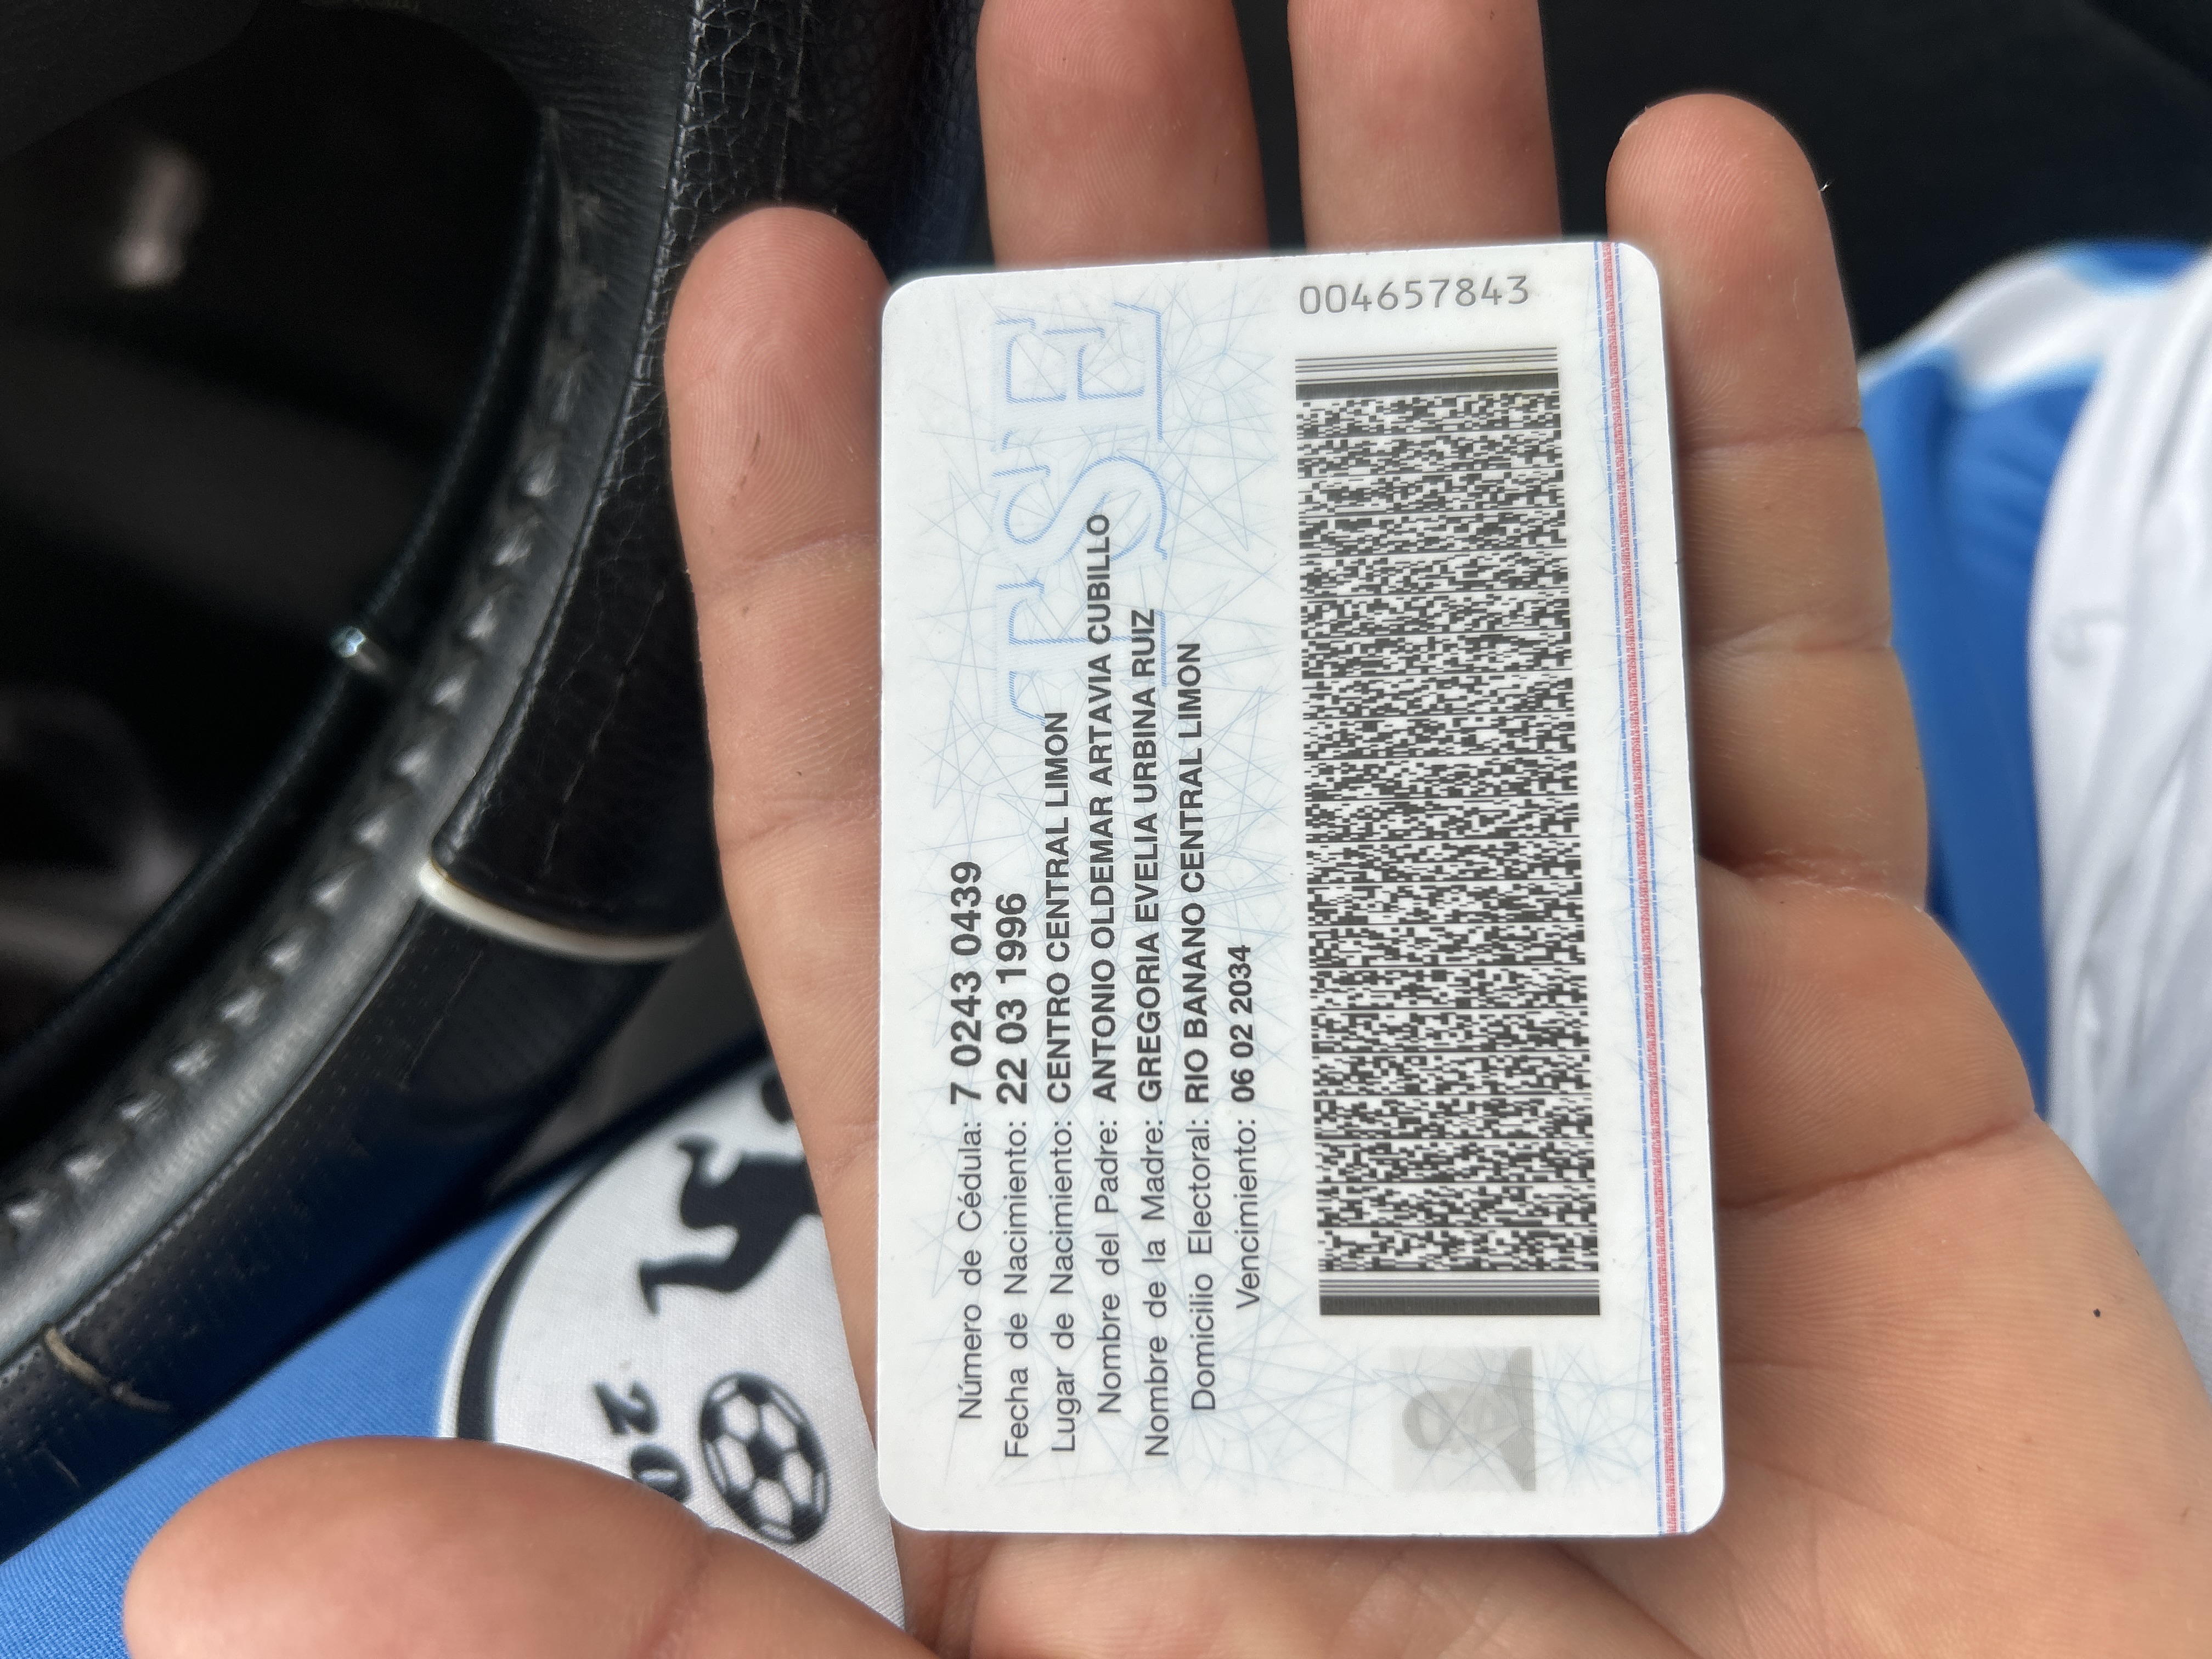 Número de Cédula: 7 0243 0439
Fecha de Nacimiento: 22 03 1996
Lugar de Nacimiento: CENTRO CENTRAL LIMON
Nombre del Padre: ANTONIO OLDEMAR ARTAVIA CUBILLO
Nombre de la Madre: GREGORIA EVELIA URBINA RUIZ
Domicilio Electoral: RIO BANANO CENTRAL LIMON
Vencimiento: 06 02 2034
TSE
004657843
20